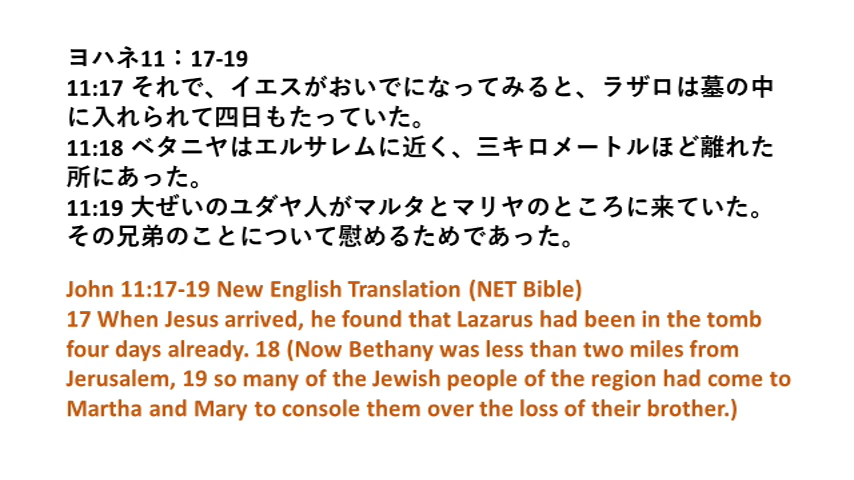 ヨハネ11：17-19
11:17 それで、イエスがおいでになってみると、ラザロは墓の中
に入れられて四日もたっていた。
11:18 ベタニヤはエルサレムに近く、三キロメートルほど離れた
所にあった。
11:19 大ぜいのユダヤ人がマルタとマリヤのところに来ていた。
その兄弟のことについて慰めるためであった。
John 11:17-19 New English Translation (NET Bible)
17 When Jesus arrived, he found that Lazarus had been in the tomb
four days already. 18 (Now Bethany was less than two miles from
Jerusalem, 19 so many of the Jewish people of the region had come to
Martha and Mary to console them over the loss of their brother.)